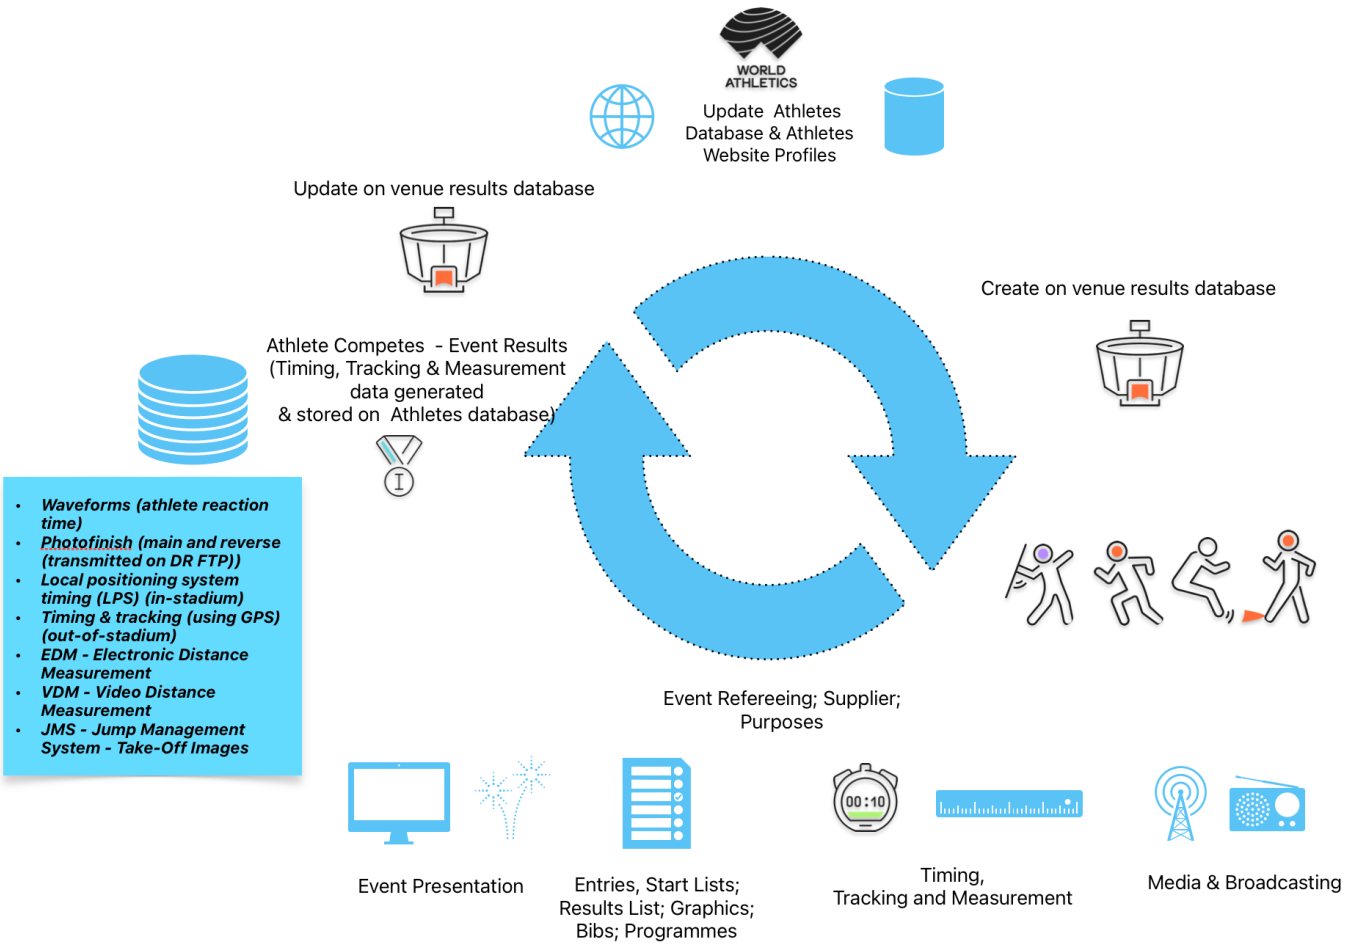 WORLD
ATHLETICS
Update Athletes
Database & Athletes
Website Profiles
Update on venue results database
Create on venue results database
Athlete Competes - Event Results
(Timing, Tracking & Measurement
data generated
& stored on Athletes database)
I
• Waveforms (athlete reaction
time)
• Photofinish (main and reverse
(transmitted on DR FTP))
• Local positioning system
timing (LPS) (in-stadium)
• Timing & tracking (using GPS)
(out-of-stadium)
• EDM - Electronic Distance
Measurement
• VDM - Video Distance
Measurement
• JMS - Jump Management
System - Take-Off Images
Event Refereeing; Supplier;
Purposes
00:10
Event Presentation
Entries, Start Lists;
Results List; Graphics;
Bibs; Programmes
Timing,
Tracking and Measurement
Media & Broadcasting